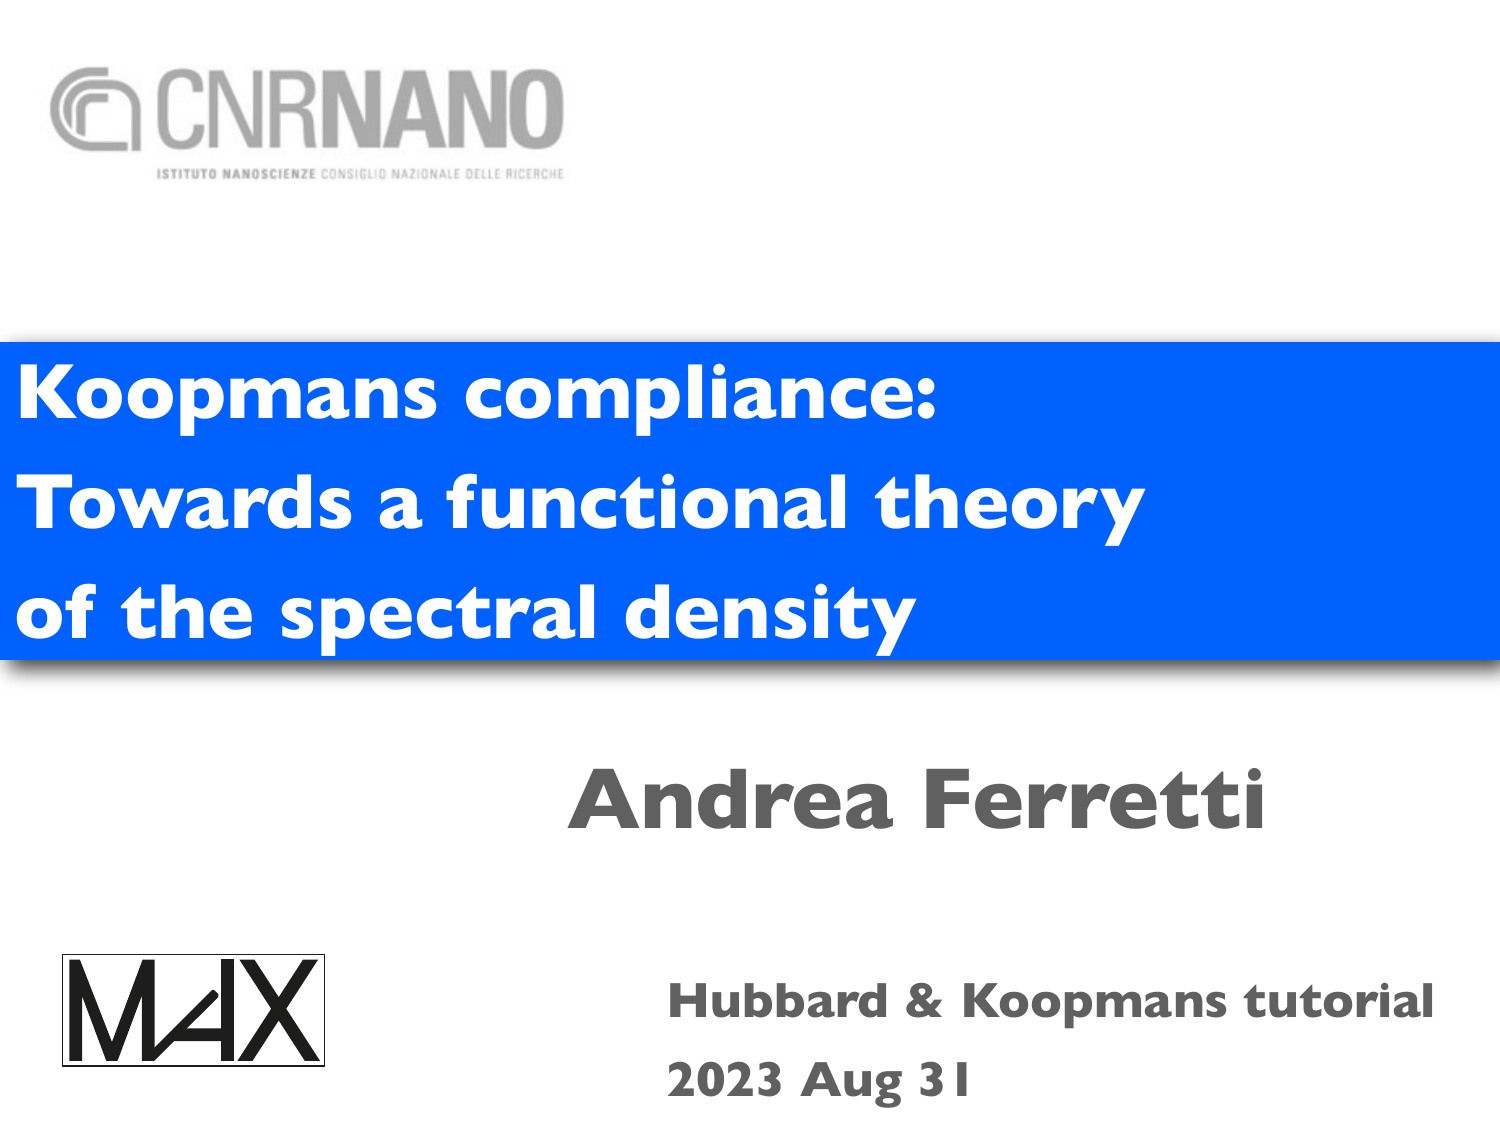 CNRNANO
ISTITUTO NANOSCIENZE CONSIGLIO NAZIONALE DELLE RICERCHE
Koopmans compliance:
Towards a functional theory
of the spectral density
Andrea Ferretti
MAX
Hubbard & Koopmans tutorial
2023 Aug 31